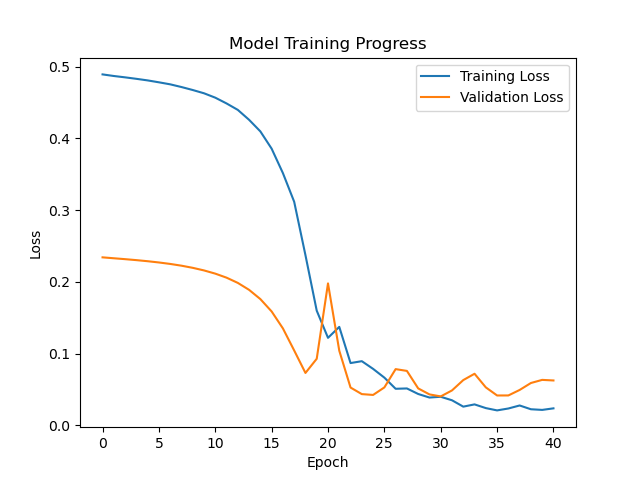 Model Training Progress
Training Loss
Validation Loss
Loss
0.5
0.4
0.3
0.2
0.1
0.0
0 5 10 15 20 25 30 35 40
Epoch